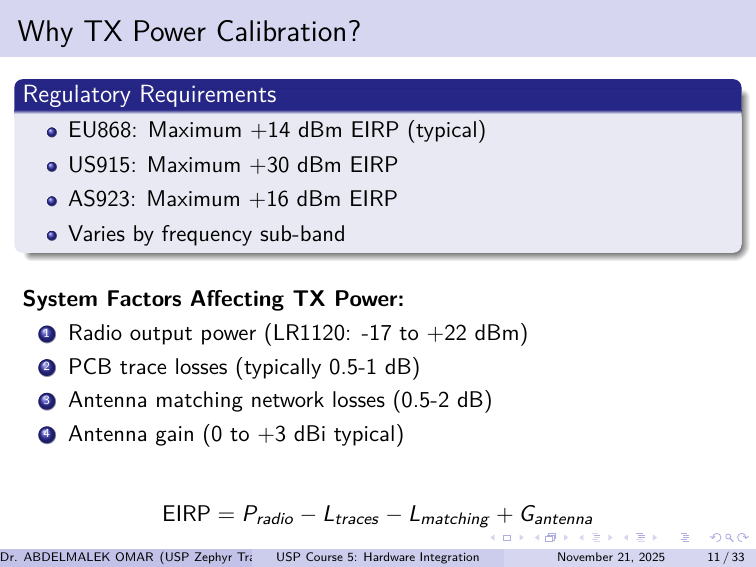 Why TX Power Calibration?
Regulatory Requirements
EU868: Maximum +14 dBm EIRP (typical)
US915: Maximum +30 dBm EIRP
AS923: Maximum +16 dBm EIRP
Varies by frequency sub-band
System Factors Affecting TX Power:
1 Radio output power (LR1120: -17 to +22 dBm)
2 PCB trace losses (typically 0.5-1 dB)
3 Antenna matching network losses (0.5-2 dB)
4 Antenna gain (0 to +3 dBi typical)
EIRP = P_radio − L_traces − L_matching + G_antenna
Dr. ABDELMALEK OMAR (USP Zephyr Tra USP Course 5: Hardware Integration November 21, 2025 11 / 33